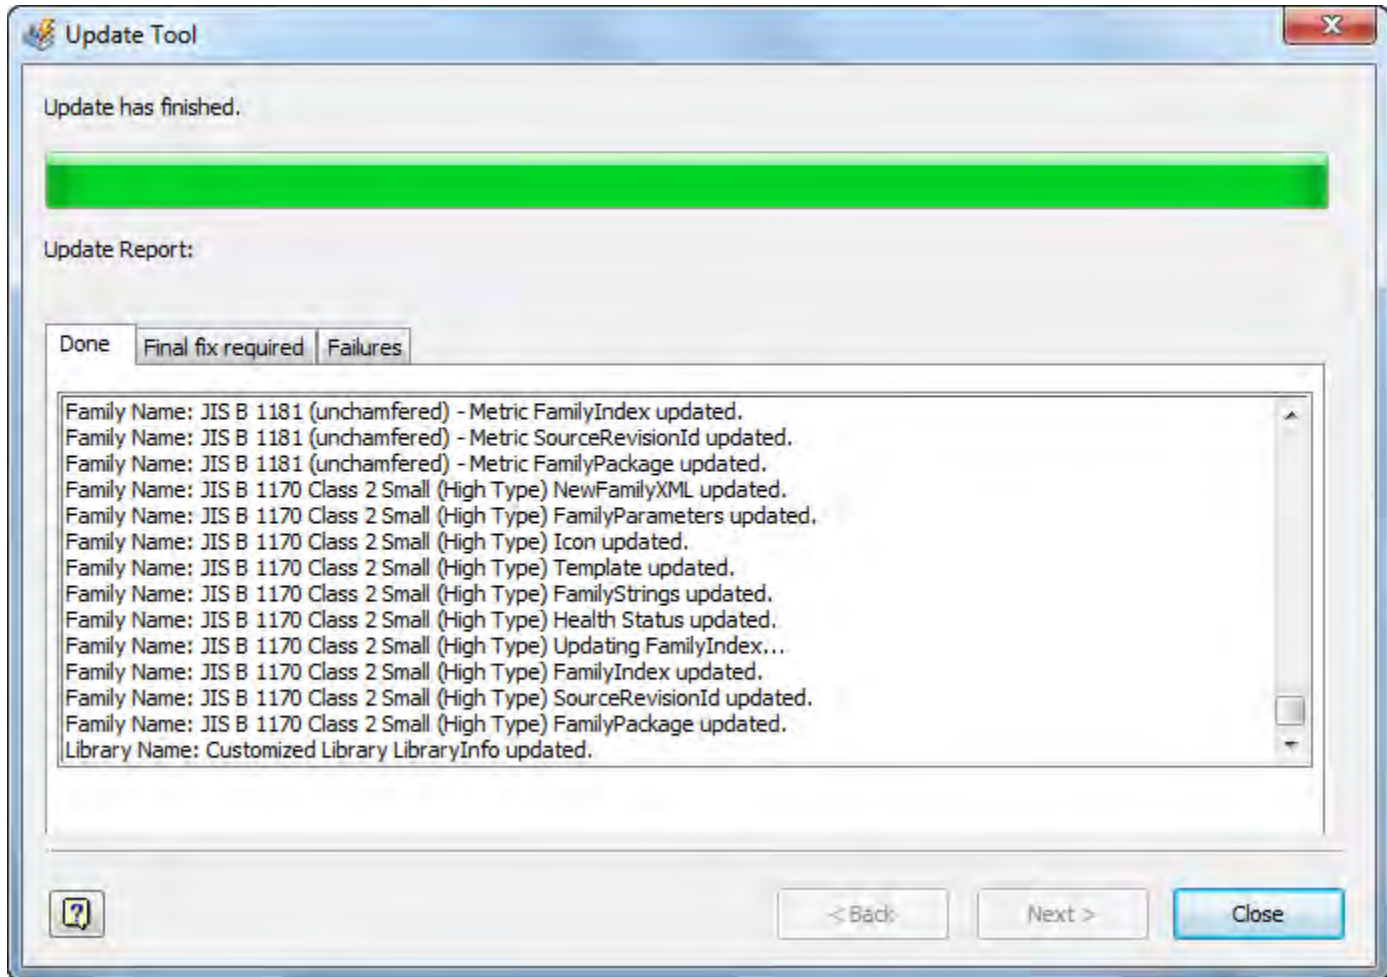 Update Tool
Update has finished.
Update Report:
Done Final fix required Failures
Family Name: JIS B 1181 (unchamfered) - Metric FamilyIndex updated.
Family Name: JIS B 1181 (unchamfered) - Metric SourceRevisionId updated.
Family Name: JIS B 1181 (unchamfered) - Metric FamilyPackage updated.
Family Name: JIS B 1170 Class 2 Small (High Type) NewFamilyXML updated.
Family Name: JIS B 1170 Class 2 Small (High Type) FamilyParameters updated.
Family Name: JIS B 1170 Class 2 Small (High Type) Icon updated.
Family Name: JIS B 1170 Class 2 Small (High Type) Template updated.
Family Name: JIS B 1170 Class 2 Small (High Type) FamilyStrings updated.
Family Name: JIS B 1170 Class 2 Small (High Type) Health Status updated.
Family Name: JIS B 1170 Class 2 Small (High Type) Updating FamilyIndex...
Family Name: JIS B 1170 Class 2 Small (High Type) FamilyIndex updated.
Family Name: JIS B 1170 Class 2 Small (High Type) SourceRevisionId updated.
Family Name: JIS B 1170 Class 2 Small (High Type) FamilyPackage updated.
Library Name: Customized Library LibraryInfo updated.
< Back Next > Close